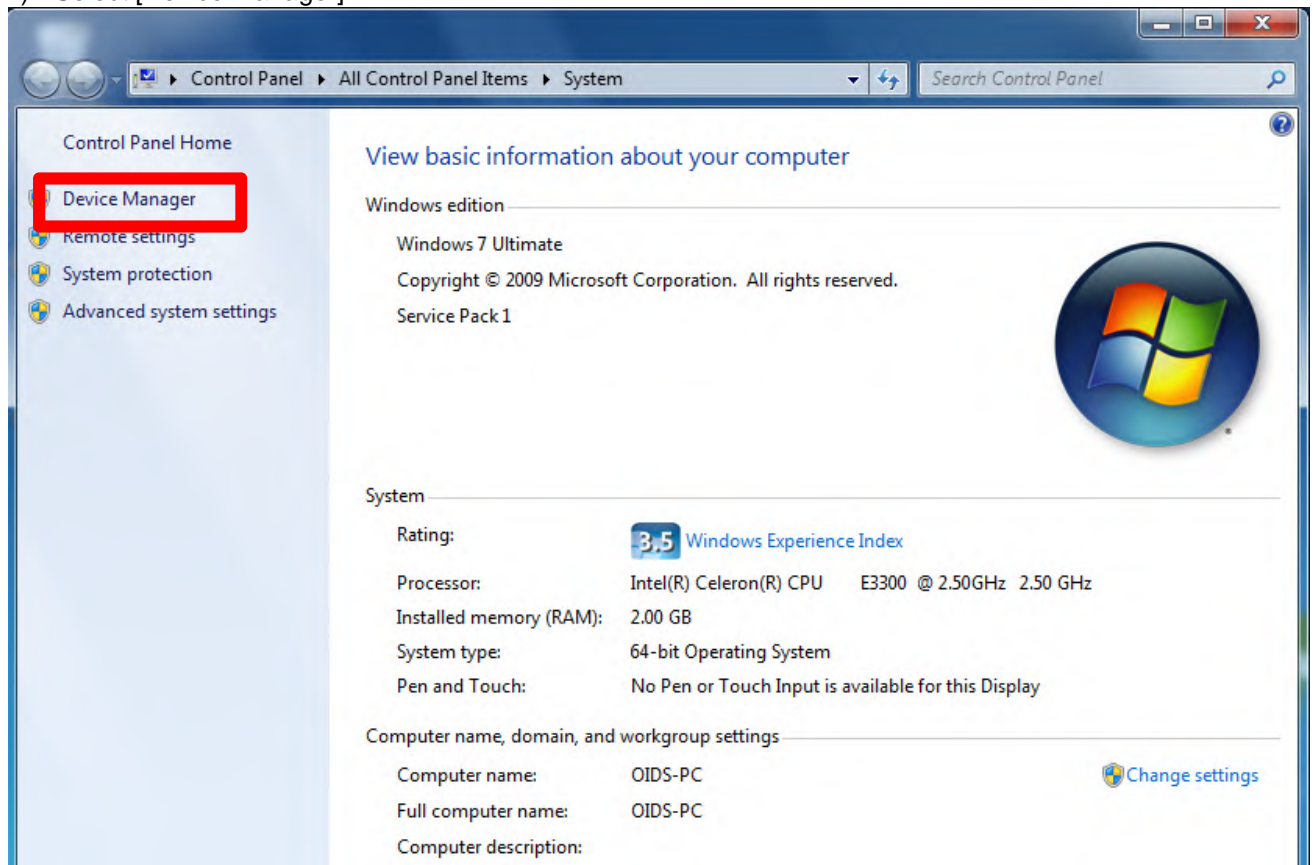 Select [
Control Panel ▸ All Control Panel Items ▸ System
Search Control Panel
Control Panel Home
Device Manager
Remote settings
System protection
Advanced system settings
View basic information about your computer
Windows edition
Windows 7 Ultimate
Copyright © 2009 Microsoft Corporation. All rights reserved.
Service Pack 1
System
Rating: 3.5 Windows Experience Index
Processor: Intel(R) Celeron(R) CPU E3300 @ 2.50GHz 2.50 GHz
Installed memory (RAM): 2.00 GB
System type: 64-bit Operating System
Pen and Touch: No Pen or Touch Input is available for this Display
Computer name, domain, and workgroup settings
Computer name: OIDS-PC Change settings
Full computer name: OIDS-PC
Computer description: